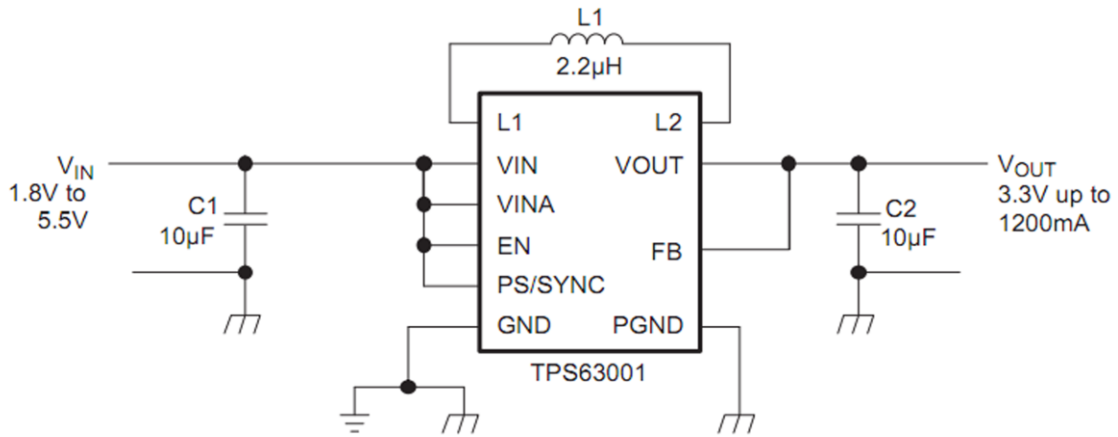 L1
2.2µH
L1
L2
VIN
VOUT
VINA
EN
FB
PS/SYNC
GND
PGND
TPS63001
VIN
1.8V to
5.5V
C1
10µF
C2
10µF
VOUT
3.3V up to
1200mA